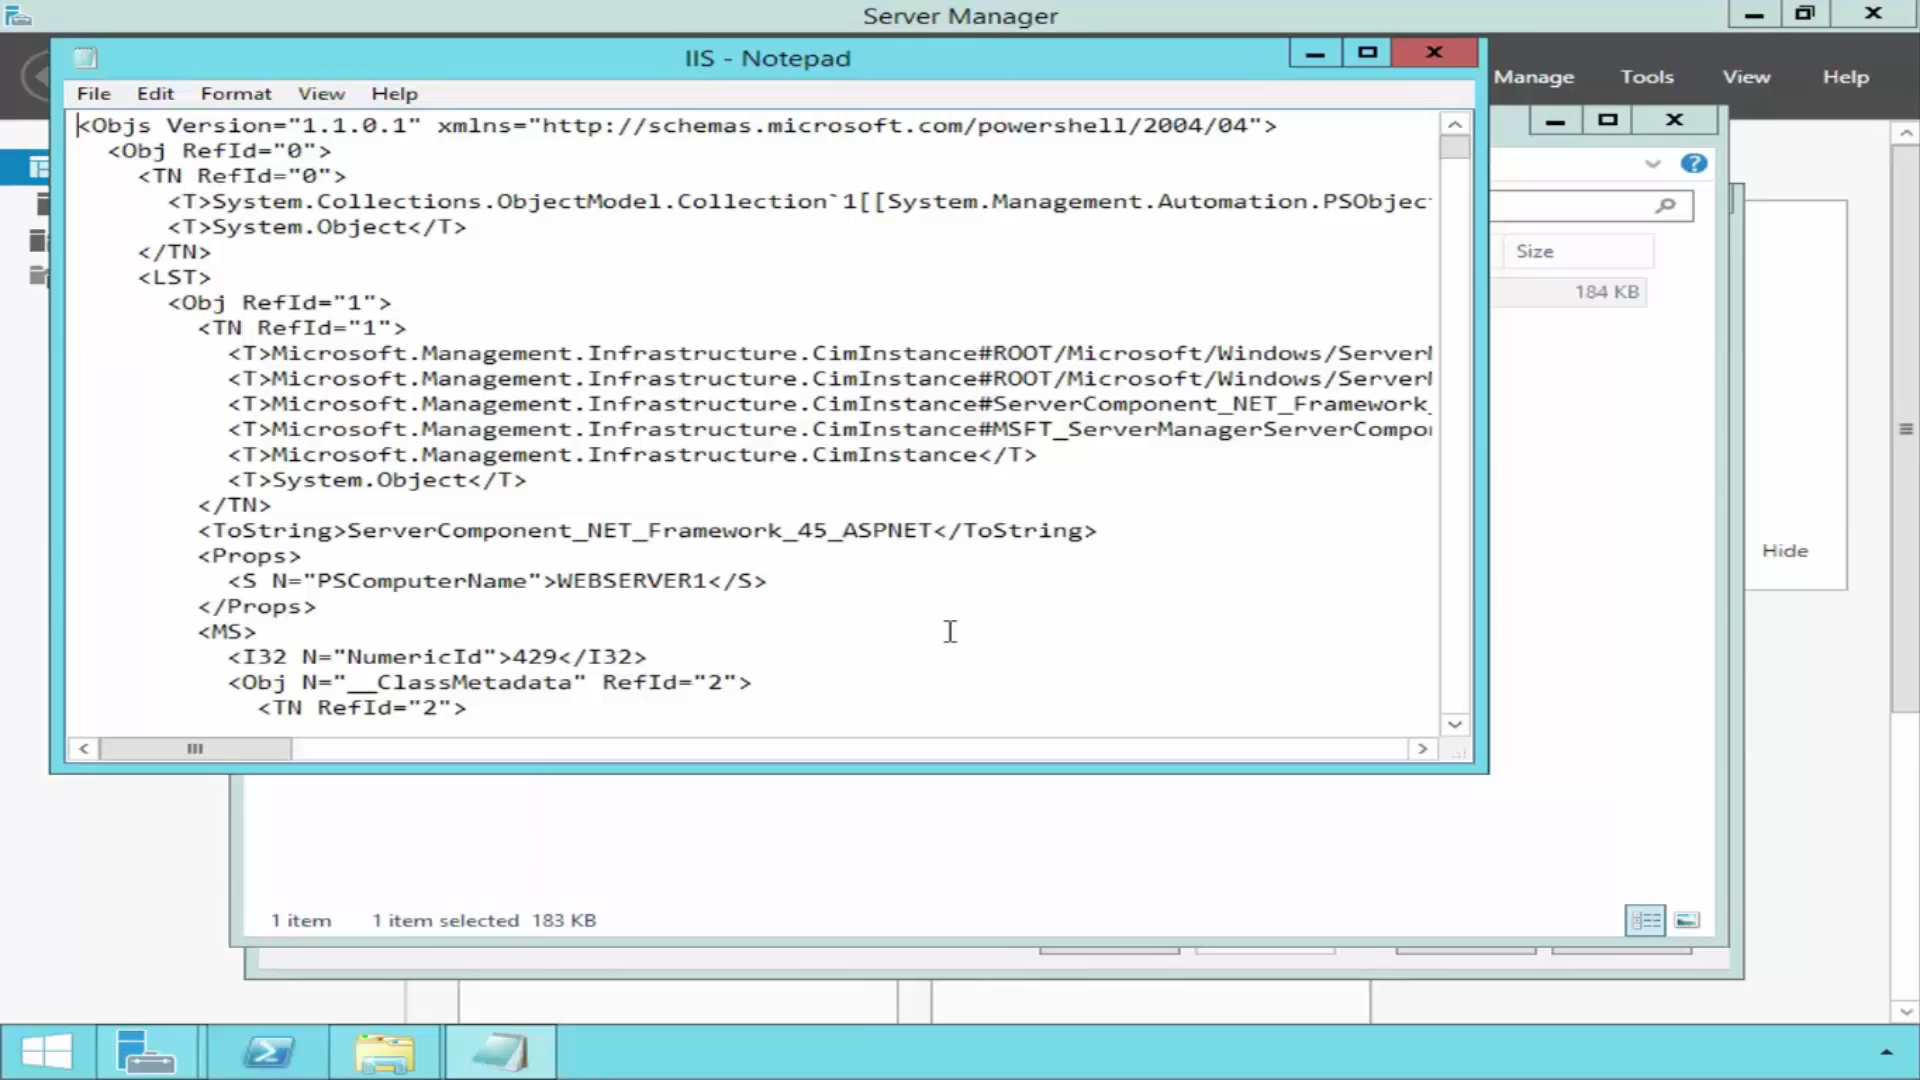 Server Manager
IIS - Notepad
Manage Tools View Help
File Edit Format View Help
<Objs Version="1.1.0.1" xmlns="http://schemas.microsoft.com/powershell/2004/04">
<Obj RefId="0">
<TN RefId="0">
<T>System.Collections.ObjectModel.Collection`1[[System.Management.Automation.PSObjec
<T>System.Object</T>
</TN>
<LST>
<Obj RefId="1">
<TN RefId="1">
<T>Microsoft.Management.Infrastructure.CimInstance#ROOT/Microsoft/Windows/Server
<T>Microsoft.Management.Infrastructure.CimInstance#ROOT/Microsoft/Windows/Server
<T>Microsoft.Management.Infrastructure.CimInstance#ServerComponent_NET_Framework_
<T>Microsoft.Management.Infrastructure.CimInstance#MSFT_ServerManagerServerCompo
<T>Microsoft.Management.Infrastructure.CimInstance</T>
<T>System.Object</T>
</TN>
<ToString>ServerComponent_NET_Framework_45_ASPNET</ToString>
<Props>
<S N="PSComputerName">WEBSERVER1</S>
</Props>
<MS>
<I32 N="NumericId">429</I32>
<Obj N="__ClassMetadata" RefId="2">
<TN RefId="2">
Size
184 KB
Hide
1 item 1 item selected 183 KB